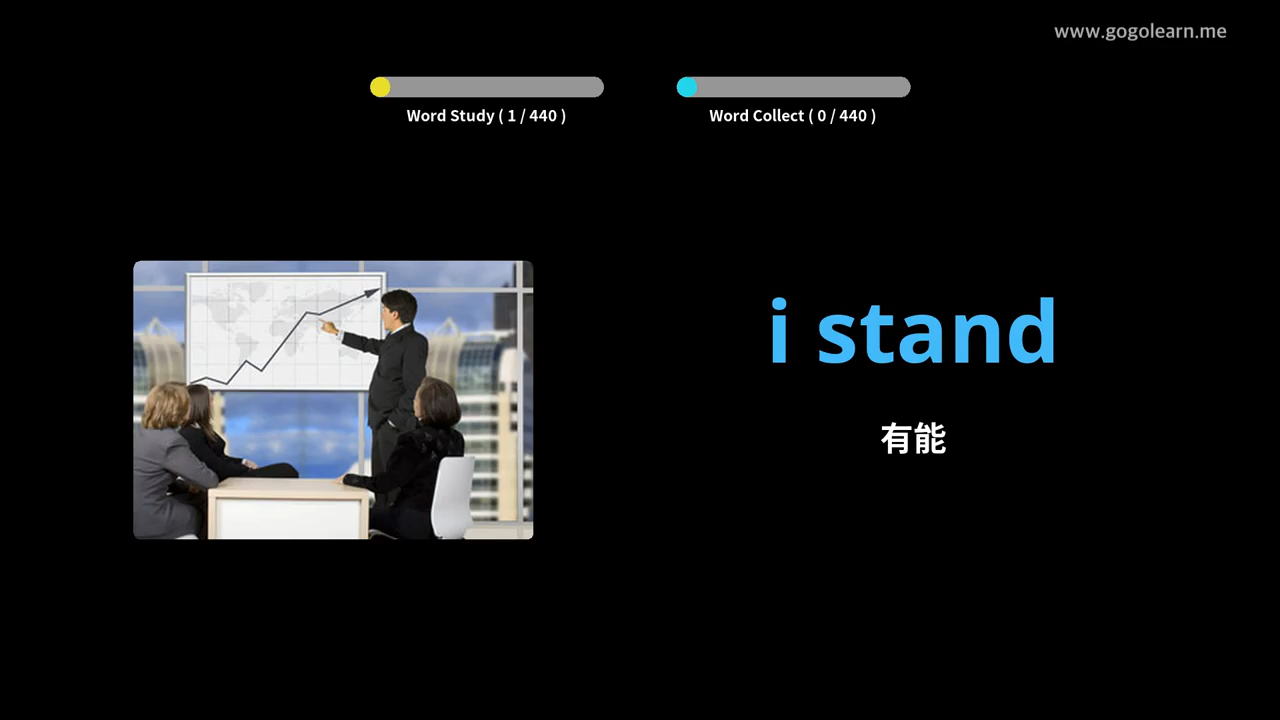 www.gogolearn.me
Word Study ( 1 / 440 )
Word Collect ( 0 / 440 )
i stand
有能